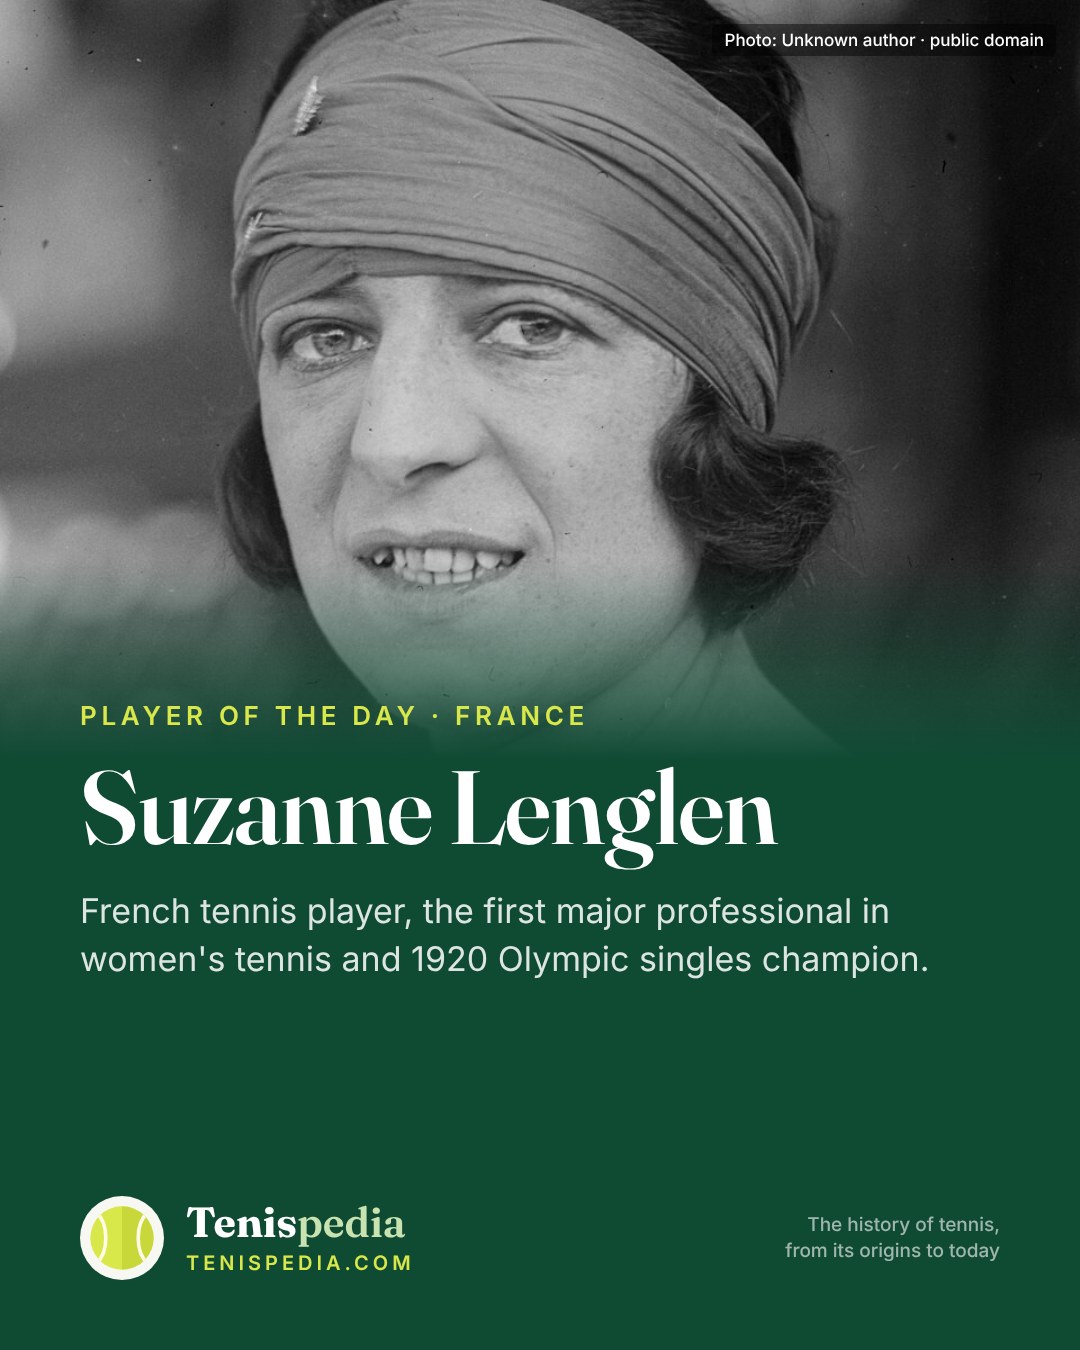 Photo: Unknown author · public domain
PLAYER OF THE DAY · FRANCE
Suzanne Lenglen
French tennis player, the first major professional in
women's tennis and 1920 Olympic singles champion.
Tenispedia
TENISPEDIA.COM
The history of tennis,
from its origins to today